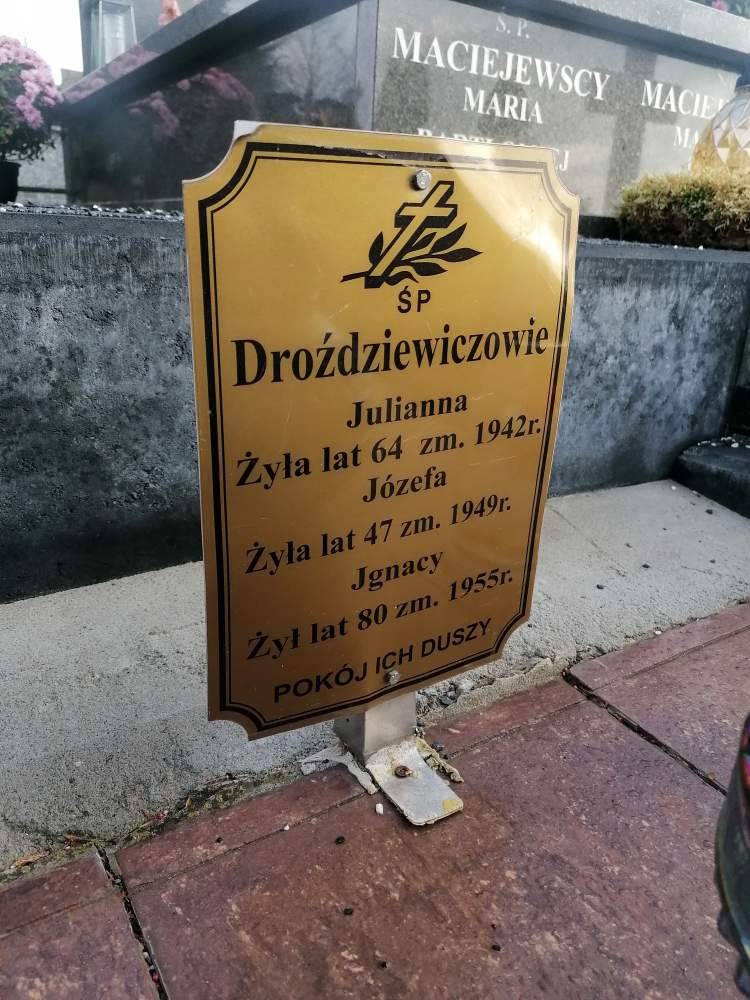 Ś.P.
MACIEJEWSCY
MARIA
ŚP
Droździewiczowie
Julianna
Żyła lat 64 zm. 1942r.
Józefa
Żyła lat 47 zm. 1949r.
Jgnacy
Żył lat 80 zm. 1955r.
POKÓJ ICH DUSZY